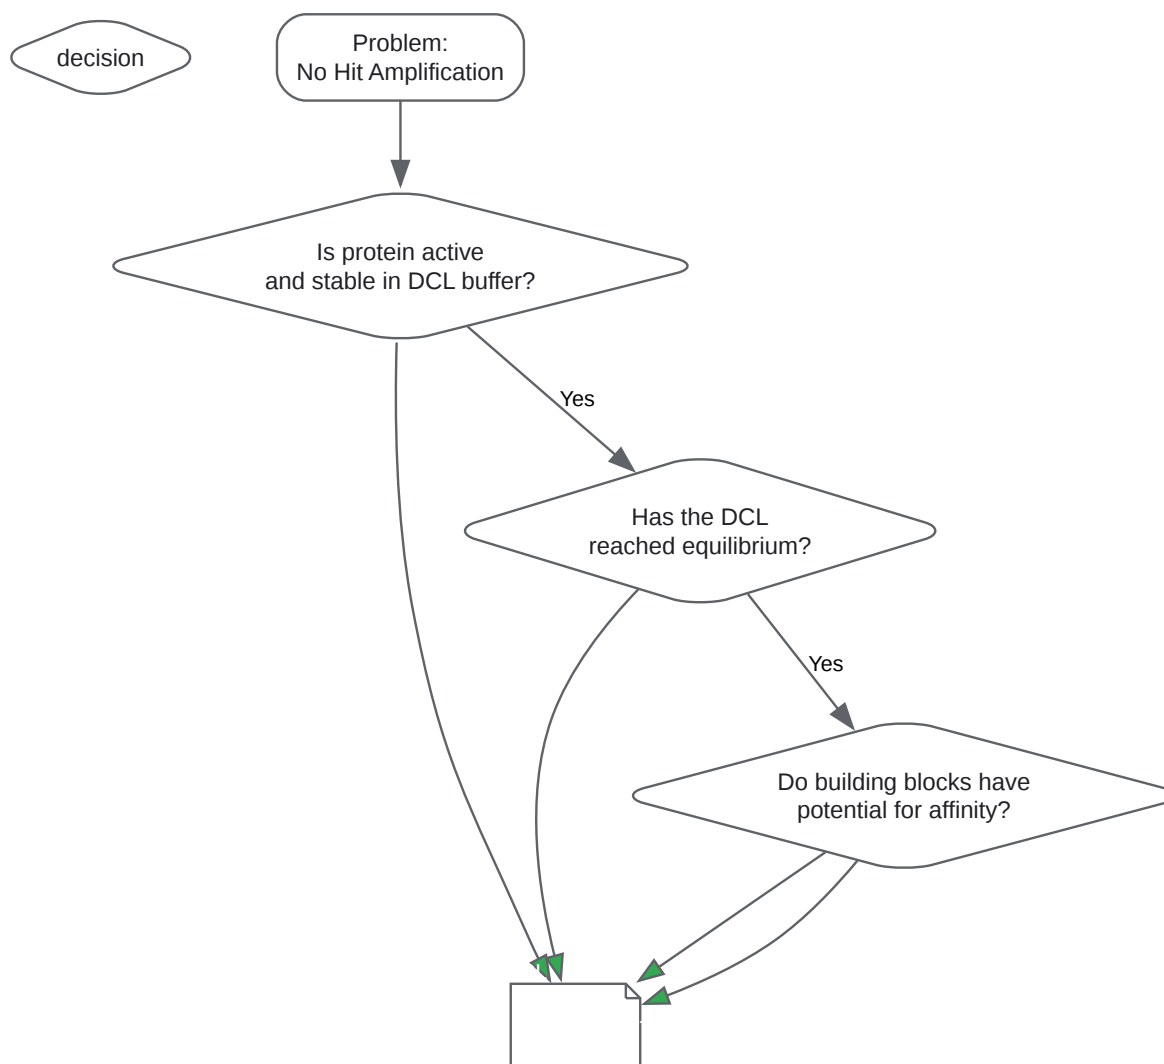 decision
Problem:
No Hit Amplification
Is protein active
and stable in DCL buffer?
Yes
Has the DCL
reached equilibrium?
Yes
Do building blocks have
potential for affinity?